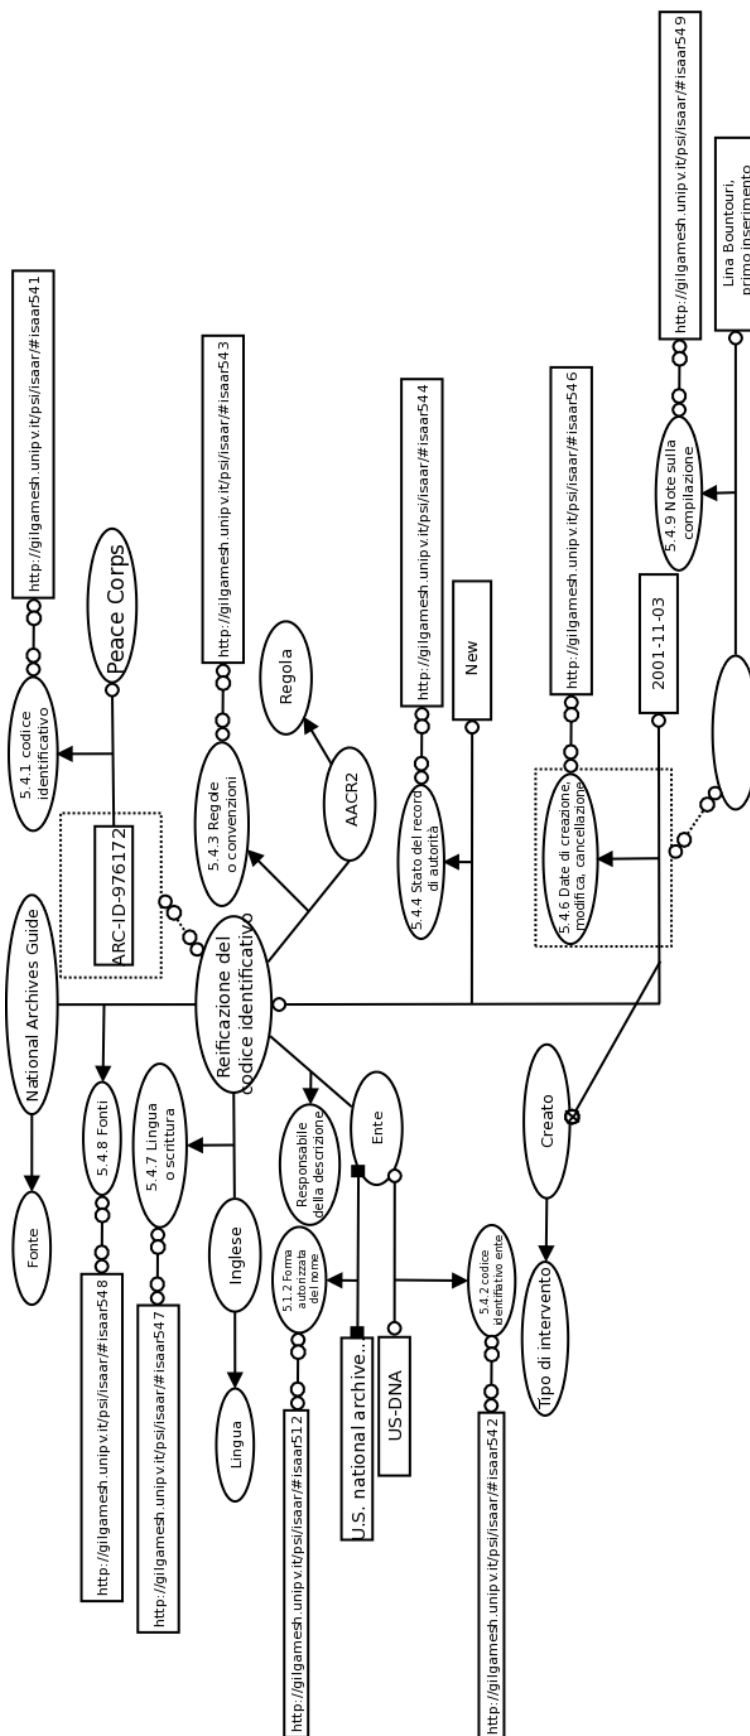 http://gilgamesh.unipv.it/psi/isaar/#isaar541
5.4.1 codice
identificativo
Peace Corps
ARC-ID-976172
National Archives Guide
Fonte
5.4.8 Fonti
http://gilgamesh.unipv.it/psi/isaar/#isaar548
5.4.7 Lingua
o scrittura
http://gilgamesh.unipv.it/psi/isaar/#isaar547
http://gilgamesh.unipv.it/psi/isaar/#isaar543
5.4.3 Regole
o convenzioni
Regola
AACR2
Reificazione del
codice identificativo
Inglese
Lingua
Responsabile
della descrizione
Ente
5.1.2 Forma
autorizzata
del nome
http://gilgamesh.unipv.it/psi/isaar/#isaar512
U.S. national archive...
US-DNA
http://gilgamesh.unipv.it/psi/isaar/#isaar544
5.4.4 Stato del record
di autorità
New
5.4.2 codice
identifiativo ente
http://gilgamesh.unipv.it/psi/isaar/#isaar542
http://gilgamesh.unipv.it/psi/isaar/#isaar546
5.4.6 Date di creazione,
modifica, cancellazione
2001-11-03
Creato
Tipo di intervento
http://gilgamesh.unipv.it/psi/isaar/#isaar549
5.4.9 Note sulla
compilazione
Lina Bountouri,
primo inserimento